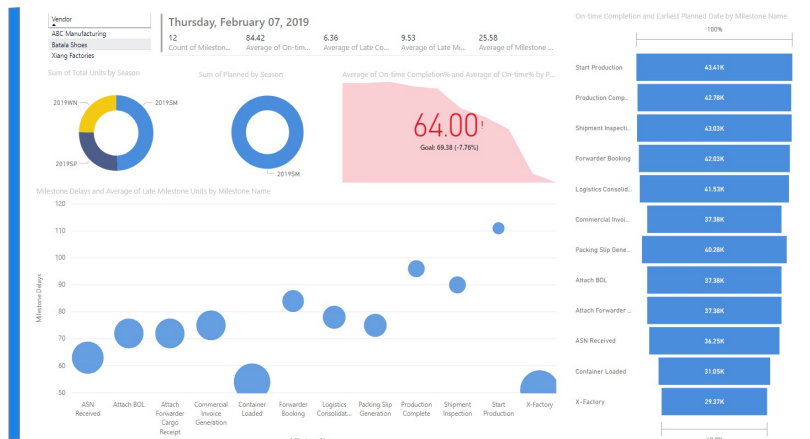 Vendor
ABC Manufacturing
Batala Shoes
Xiang Factories
Thursday, February 07, 2019
12
Count of Mileston...
84.42
Average of On-tim...
6.36
Average of Late Co...
9.53
Average of Late Mi...
25.58
Average of Milestone ...
Sum of Total Units by Season
2019WN
2019SM
2019SP
Sum of Planned by Season
2019SM
Average of On-time Completion% and Average of On-time% by P...
64.00!
Goal: 69.38 (-7.76%)
Milestone Delays and Average of Late Milestone Units by Milestone Name
Milestone Delays
120
110
100
90
80
70
60
50
ASN
Received
Attach BOL
Attach
Forwarder
Cargo
Receipt
Commercial
Invoice
Generation
Container
Loaded
Forwarder
Booking
Logistics
Consolidat...
Packing Slip
Generation
Production
Complete
Shipment
Inspection
Start
Production
X-Factory
On-time Completion and Earliest Planned Date by Milestone Name
100%
Start Production 43.41K
Production Comp... 42.78K
Shipment Inspecti... 43.03K
Forwarder Booking 42.03K
Logistics Consolid... 41.53K
Commercial Invoi... 37.38K
Packing Slip Gene... 40.28K
Attach BOL 37.38K
Attach Forwarder ... 37.38K
ASN Received 36.25K
Container Loaded 31.05K
X-Factory 29.37K